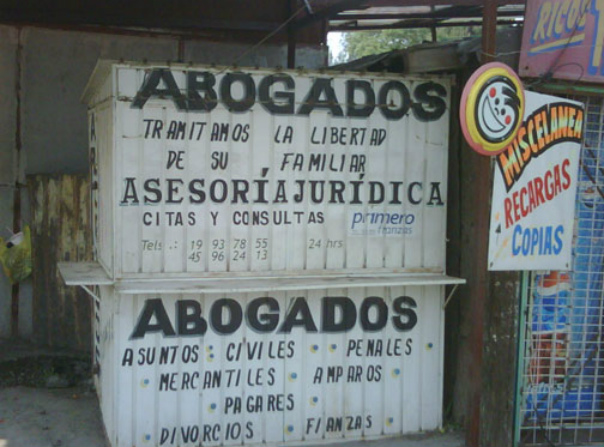 ABOGADOS
TRAMITAMOS LA LIBERTAD
DE SU FAMILIAR
ASESORÍA JURÍDICA
CITAS Y CONSULTAS
primero
fianzas
Tels.: 19 93 78 55 24 hrs
45 96 24 13
ABOGADOS
ASUNTOS CIVILES PENALES
MERCANTILES AMPAROS
PAGARES
DIVORCIOS FIANZAS
RICOS
MISCELANEA
RECARGAS
COPIAS